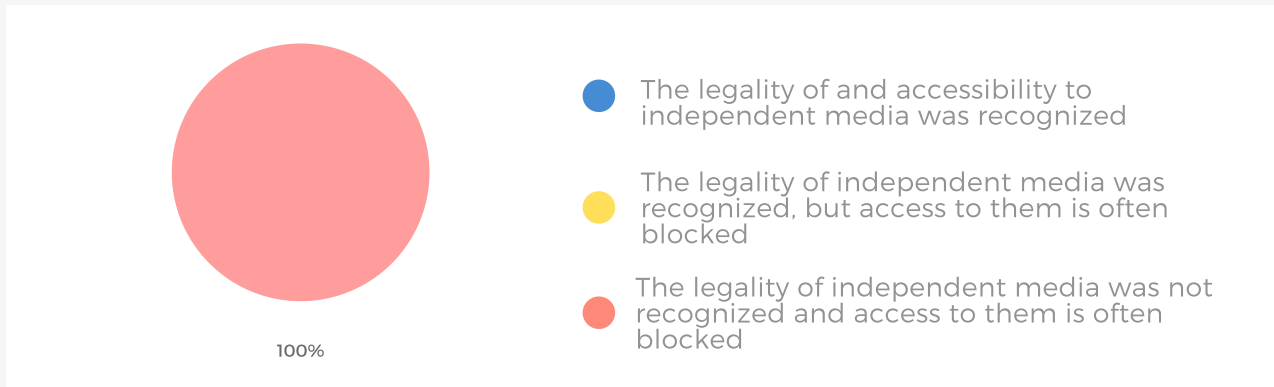 The legality of and accessibility to
independent media was recognized
The legality of independent media was
recognized, but access to them is often
blocked
The legality of independent media was not
recognized and access to them is often
blocked
100%